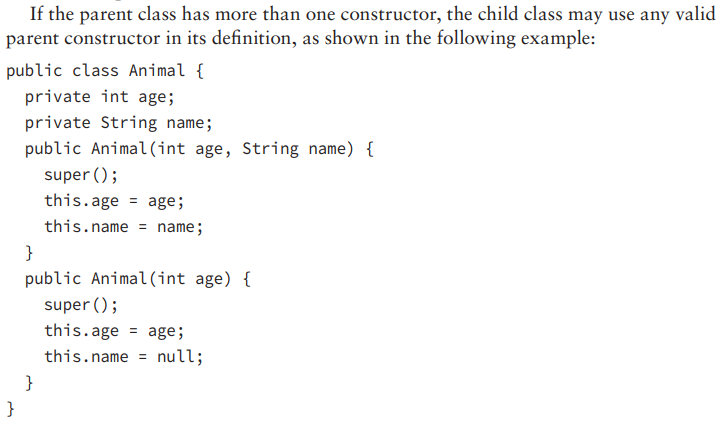 If the parent class has more than one constructor, the child class may use any valid
parent constructor in its definition, as shown in the following example:
public class Animal {
  private int age;
  private String name;
  public Animal(int age, String name) {
    super();
    this.age = age;
    this.name = name;
  }
  public Animal(int age) {
    super();
    this.age = age;
    this.name = null;
  }
}